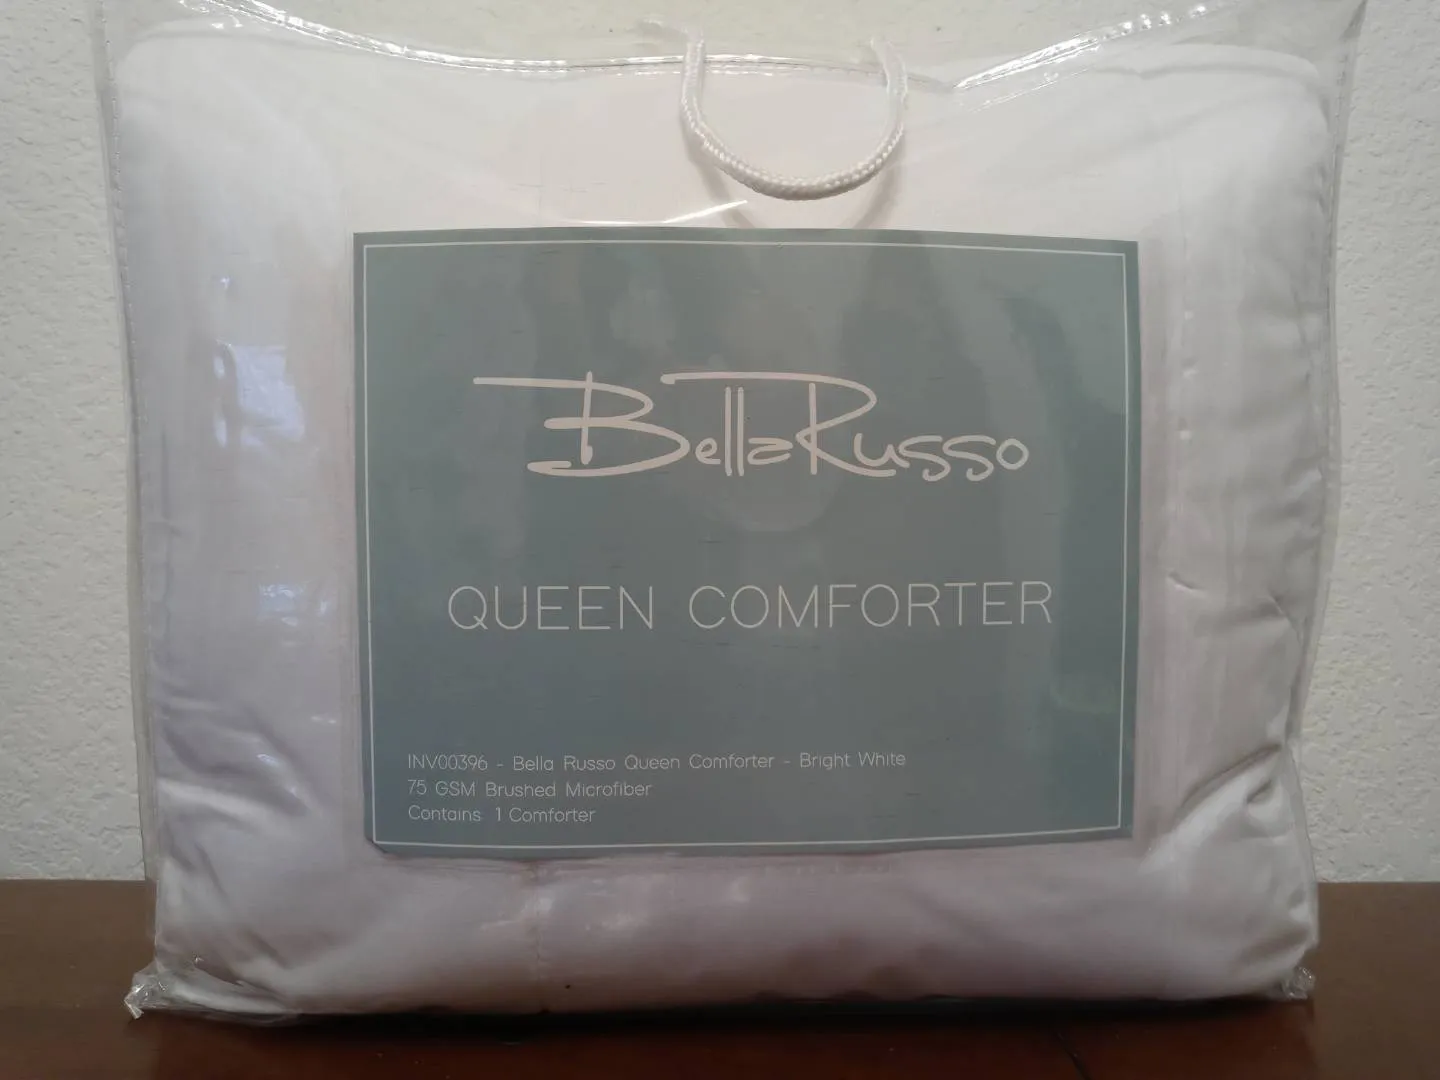 BellaRusso
QUEEN COMFORTER
INV00396 - Bella Russo Queen Comforter - Bright White
75 GSM Brushed Microfiber
Contains 1 Comforter